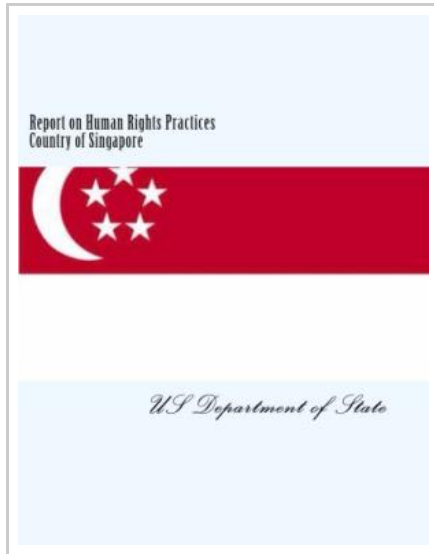 Report on Human Rights Practices
Country of Singapore
US Department of State